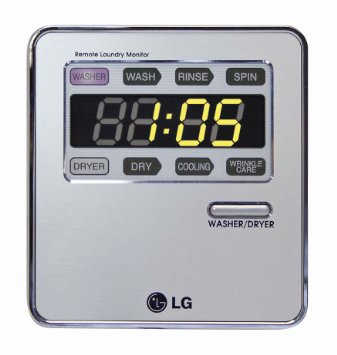 Remote Laundry Monitor
WASHER WASH RINSE SPIN
1:05
DRYER DRY COOLING WRINKLE CARE
WASHER/DRYER
LG